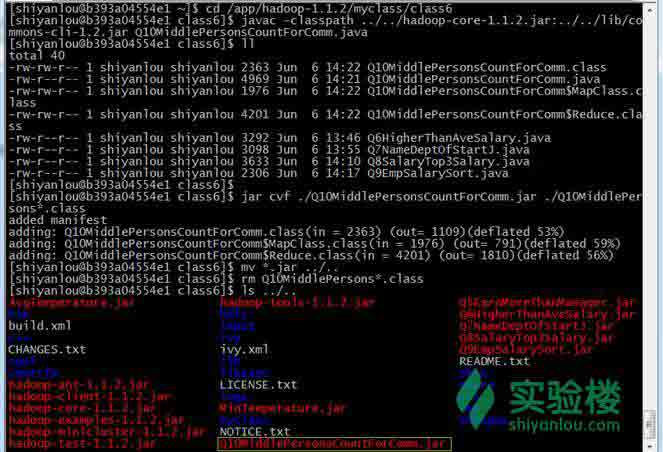 [shiyanlou@b393a04554e1 ~]$ cd /app/hadoop-1.1.2/myclass/class6
[shiyanlou@b393a04554e1 class6]$ javac -classpath ../../hadoop-core-1.1.2.jar:../../lib/co
mmons-cli-1.2.jar Q10MiddlePersonsCountForComm.java
[shiyanlou@b393a04554e1 class6]$ ll
total 40
-rw-rw-r-- 1 shiyanlou shiyanlou 2363 Jun  6 14:22 Q10MiddlePersonsCountForComm.class
-rw-r--r-- 1 shiyanlou shiyanlou 4969 Jun  6 14:21 Q10MiddlePersonsCountForComm.java
-rw-rw-r-- 1 shiyanlou shiyanlou 1976 Jun  6 14:22 Q10MiddlePersonsCountForComm$MapClass.c
lass
-rw-rw-r-- 1 shiyanlou shiyanlou 4201 Jun  6 14:22 Q10MiddlePersonsCountForComm$Reduce.cla
ss
-rw-r--r-- 1 shiyanlou shiyanlou 3292 Jun  6 13:46 Q6HigherThanAveSalary.java
-rw-r--r-- 1 shiyanlou shiyanlou 3098 Jun  6 13:55 Q7NameDeptOfStartJ.java
-rw-r--r-- 1 shiyanlou shiyanlou 3633 Jun  6 14:10 Q8SalaryTop3Salary.java
-rw-r--r-- 1 shiyanlou shiyanlou 2306 Jun  6 14:17 Q9EmpSalarySort.java
[shiyanlou@b393a04554e1 class6]$
[shiyanlou@b393a04554e1 class6]$ jar cvf ./Q10MiddlePersonsCountForComm.jar ./Q10MiddlePer
sons*.class
added manifest
adding: Q10MiddlePersonsCountForComm.class(in = 2363) (out= 1109)(deflated 53%)
adding: Q10MiddlePersonsCountForComm$MapClass.class(in = 1976) (out= 791)(deflated 59%)
adding: Q10MiddlePersonsCountForComm$Reduce.class(in = 4201) (out= 1810)(deflated 56%)
[shiyanlou@b393a04554e1 class6]$ mv *.jar ../..
[shiyanlou@b393a04554e1 class6]$ rm Q10MiddlePersons*.class
[shiyanlou@b393a04554e1 class6]$ ls ../..
AvgTemperature.jar hadoop-tools-1.1.2.jar Q5EarnMoreThanManager.jar
bin Q6HigherThanAveSalary.jar
build.xml input Q7NameDeptOfStartJ.jar
c++ ivy Q8SalaryTop3Salary.jar
CHANGES.txt ivy.xml Q9EmpSalarySort.jar
conf lib README.txt
contrib libexec
hadoop-ant-1.1.2.jar LICENSE.txt
hadoop-client-1.1.2.jar logs
hadoop-core-1.1.2.jar MinTemperature.jar
hadoop-examples-1.1.2.jar myclass
hadoop-minicluster-1.1.2.jar NOTICE.txt
hadoop-test-1.1.2.jar Q10MiddlePersonsCountForComm.jar
实验楼
shiyanlou.com